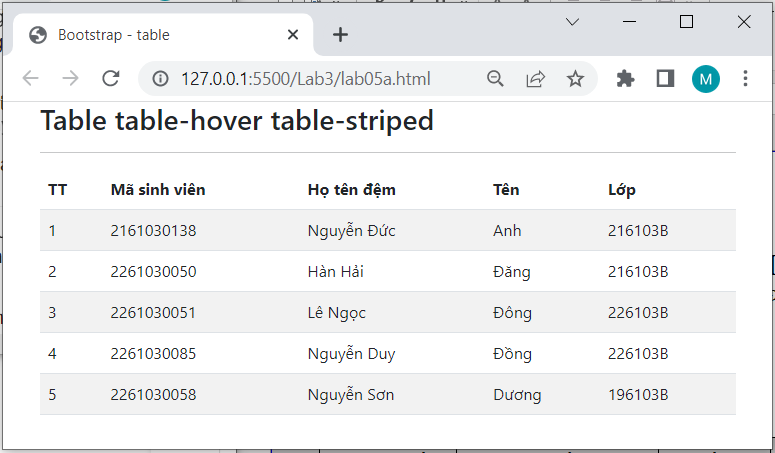 Bootstrap - table
127.0.0.1:5500/Lab3/lab05a.html
M
Table table-hover table-striped
TT Mã sinh viên Họ tên đệm Tên Lớp
1 2161030138 Nguyễn Đức Anh 216103B
2 2261030050 Hàn Hải Đăng 216103B
3 2261030051 Lê Ngọc Đông 226103B
4 2261030085 Nguyễn Duy Đồng 226103B
5 2261030058 Nguyễn Sơn Dương 196103B